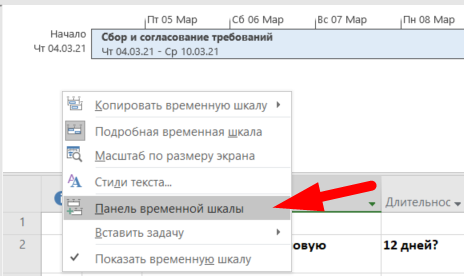 Пт 05 Мар Сб 06 Мар Вс 07 Мар Пн 08 Мар
Начало
Чт 04.03.21
Сбор и согласование требований
Чт 04.03.21 - Ср 10.03.21
Копировать временную шкалу
Подробная временная шкала
Масштаб по размеру экрана
Стили текста...
Панель временной шкалы
Вставить задачу
Показать временную шкалу
Длительнос
1
2 овую 12 дней?